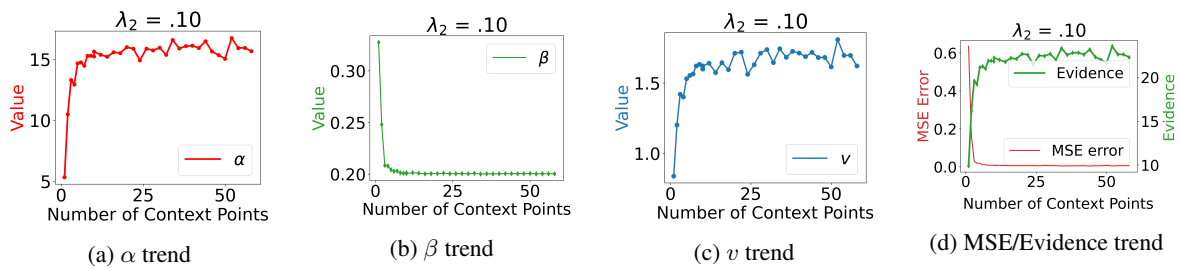 λ₂ = .10
Value
15
10
5
α
0
25
50
Number of Context Points
(a) α trend
λ₂ = .10
Value
0.30
0.25
0.20
β
0
25
50
Number of Context Points
(b) β trend
λ₂ = .10
Value
1.5
1.0
v
0
25
50
Number of Context Points
(c) v trend
λ₂ = .10
MSE Error
0.6
0.4
0.2
0.0
Evidence
MSE error
20
15
10
Evidence
0
25
50
Number of Context Points
(d) MSE/Evidence trend